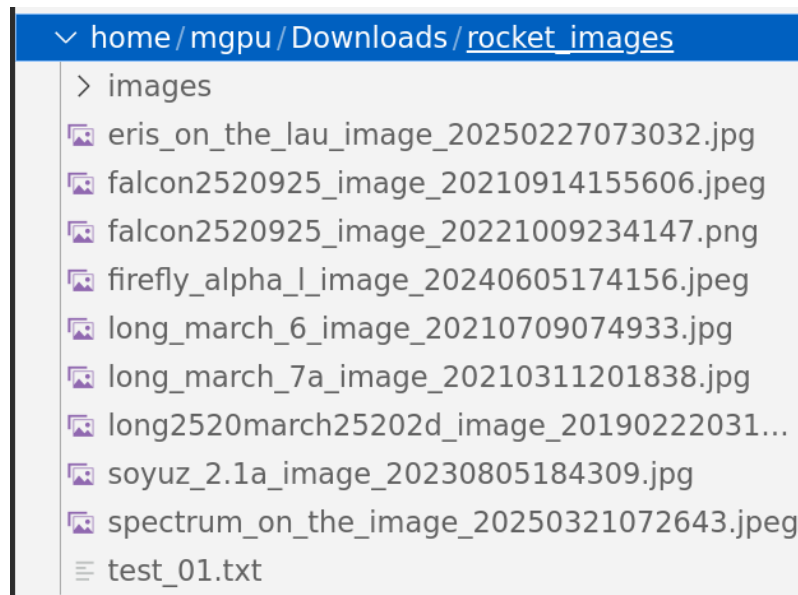 home/mgpu/Downloads/rocket_images
images
eris_on_the_lau_image_20250227073032.jpg
falcon2520925_image_20210914155606.jpeg
falcon2520925_image_20221009234147.png
firefly_alpha_l_image_20240605174156.jpeg
long_march_6_image_20210709074933.jpg
long_march_7a_image_20210311201838.jpg
long2520march25202d_image_20190222031...
soyuz_2.1a_image_20230805184309.jpg
spectrum_on_the_image_20250321072643.jpeg
test_01.txt